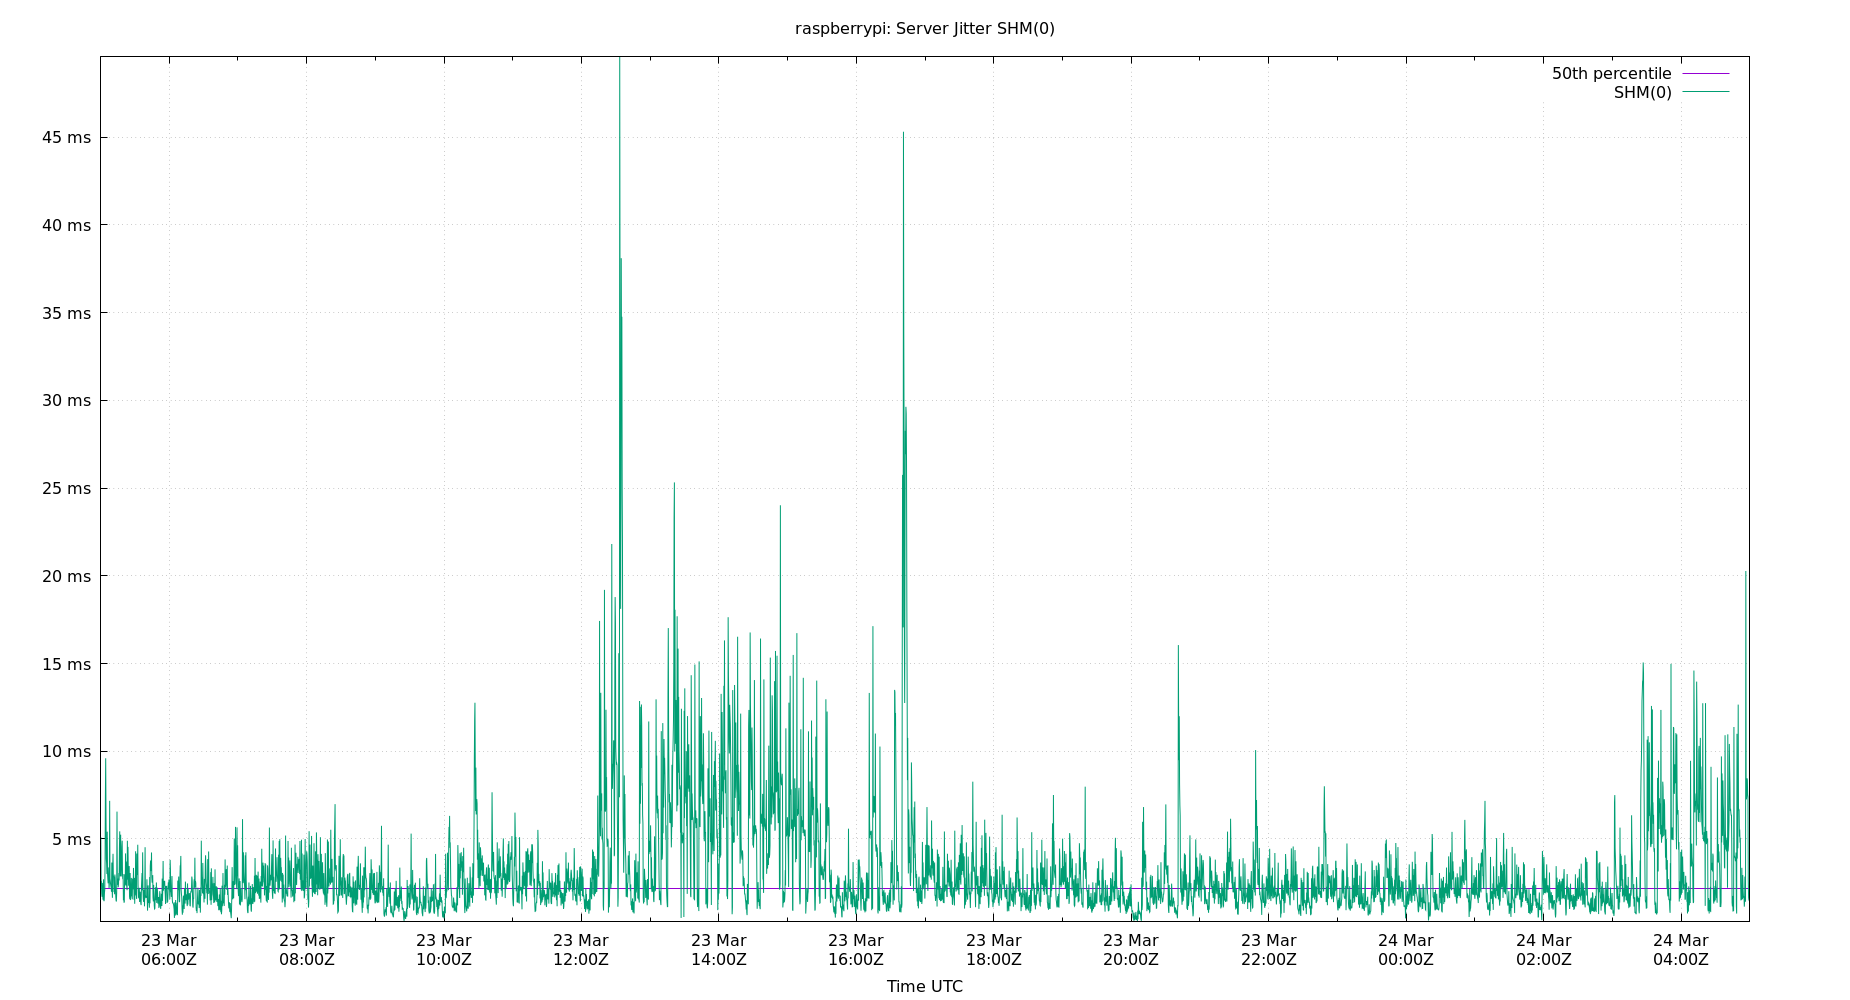 raspberrypi: Server Jitter SHM(0)
50th percentile
SHM(0)
45 ms
40 ms
35 ms
30 ms
25 ms
20 ms
15 ms
10 ms
5 ms
23 Mar 23 Mar 23 Mar 23 Mar 23 Mar 23 Mar 23 Mar 23 Mar 23 Mar 24 Mar 24 Mar 24 Mar
06:00Z 08:00Z 10:00Z 12:00Z 14:00Z 16:00Z 18:00Z 20:00Z 22:00Z 00:00Z 02:00Z 04:00Z
Time UTC